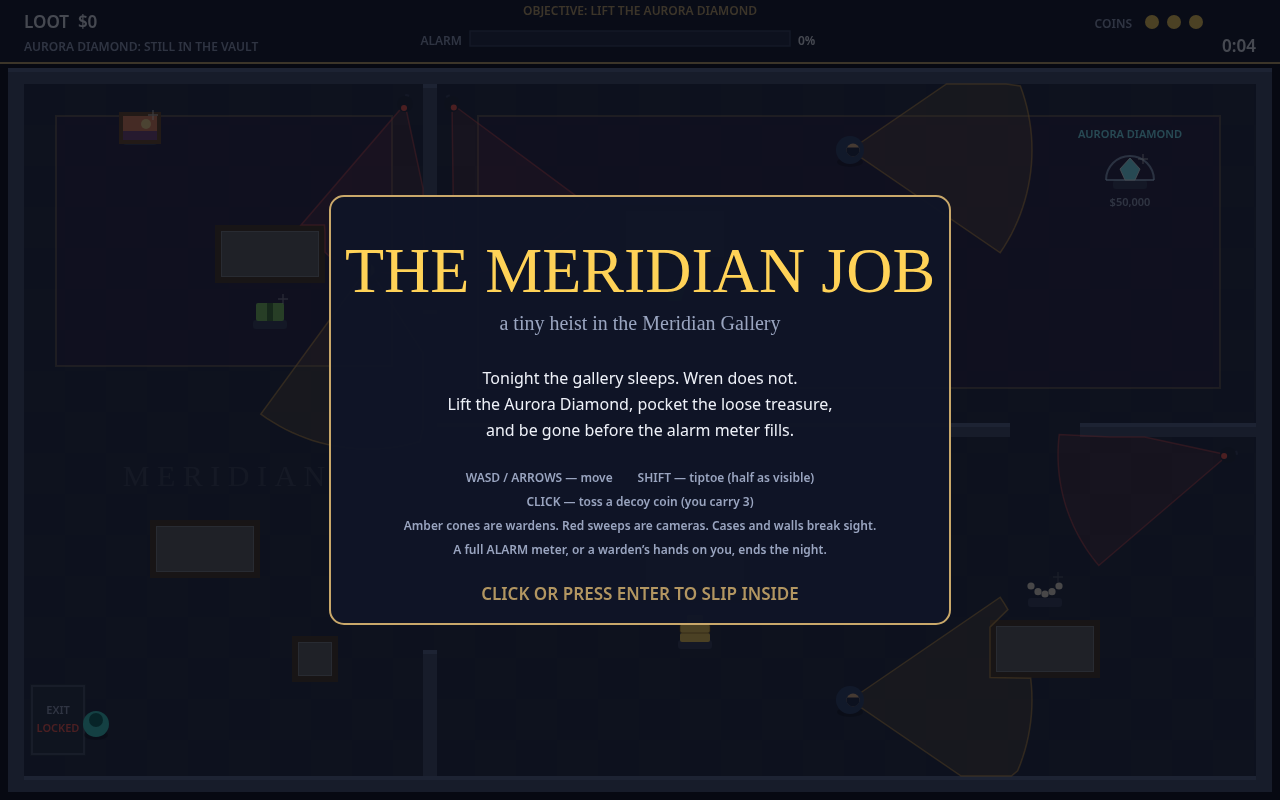 LOOT $0
AURORA DIAMOND: STILL IN THE VAULT
OBJECTIVE: LIFT THE AURORA DIAMOND
ALARM 0%
COINS
0:04
AURORA DIAMOND
$50,000
THE MERIDIAN JOB
a tiny heist in the Meridian Gallery
Tonight the gallery sleeps. Wren does not.
Lift the Aurora Diamond, pocket the loose treasure,
and be gone before the alarm meter fills.
WASD / ARROWS — move SHIFT — tiptoe (half as visible)
CLICK — toss a decoy coin (you carry 3)
Amber cones are wardens. Red sweeps are cameras. Cases and walls break sight.
A full ALARM meter, or a warden’s hands on you, ends the night.
CLICK OR PRESS ENTER TO SLIP INSIDE
MERIDIAN
EXIT
LOCKED